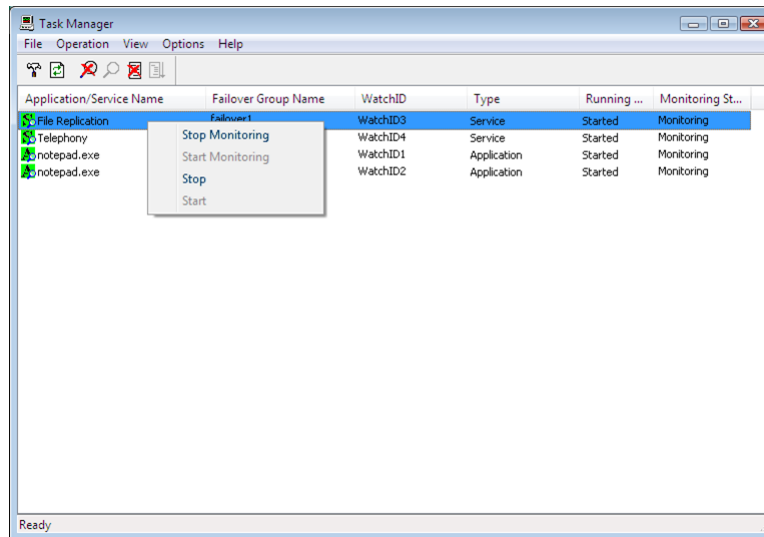 Task Manager
File Operation View Options Help
Application/Service Name Failover Group Name WatchID Type Running ... Monitoring St...
File Replication failover1 WatchID3 Service Started Monitoring
Telephony WatchID4 Service Started Monitoring
notepad.exe WatchID1 Application Started Monitoring
notepad.exe WatchID2 Application Started Monitoring
Stop Monitoring
Start Monitoring
Stop
Start
Ready